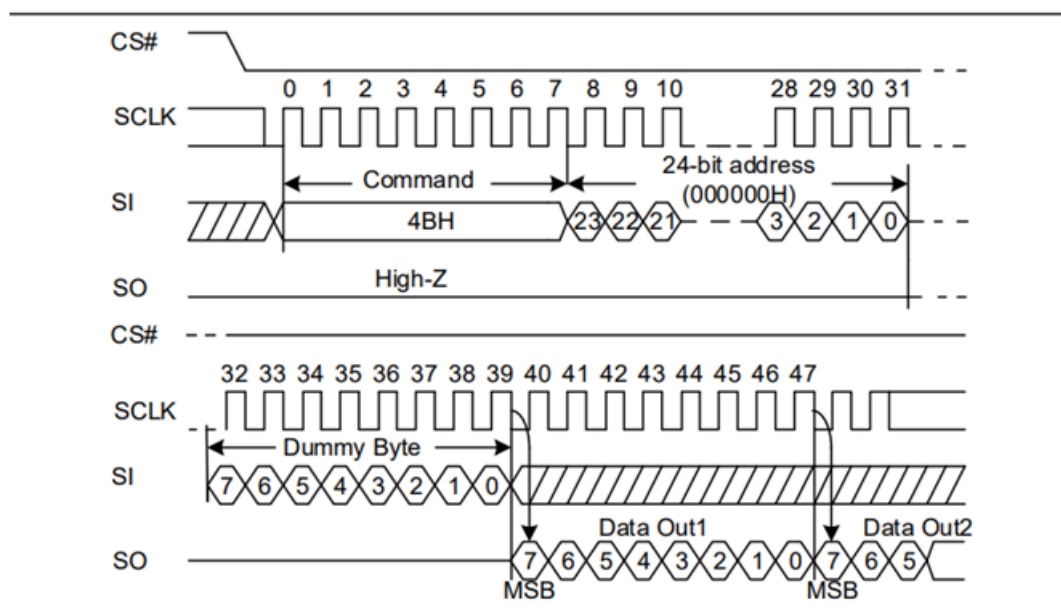 CS#
0 1 2 3 4 5 6 7 8 9 10 28 29 30 31
SCLK
Command 24-bit address
(000000H)
SI
4BH 23 22 21 3 2 1 0
High-Z
SO
CS#
32 33 34 35 36 37 38 39 40 41 42 43 44 45 46 47
SCLK
Dummy Byte
SI
7 6 5 4 3 2 1 0
Data Out1 Data Out2
SO
7 6 5 4 3 2 1 0 7 6 5
MSB MSB